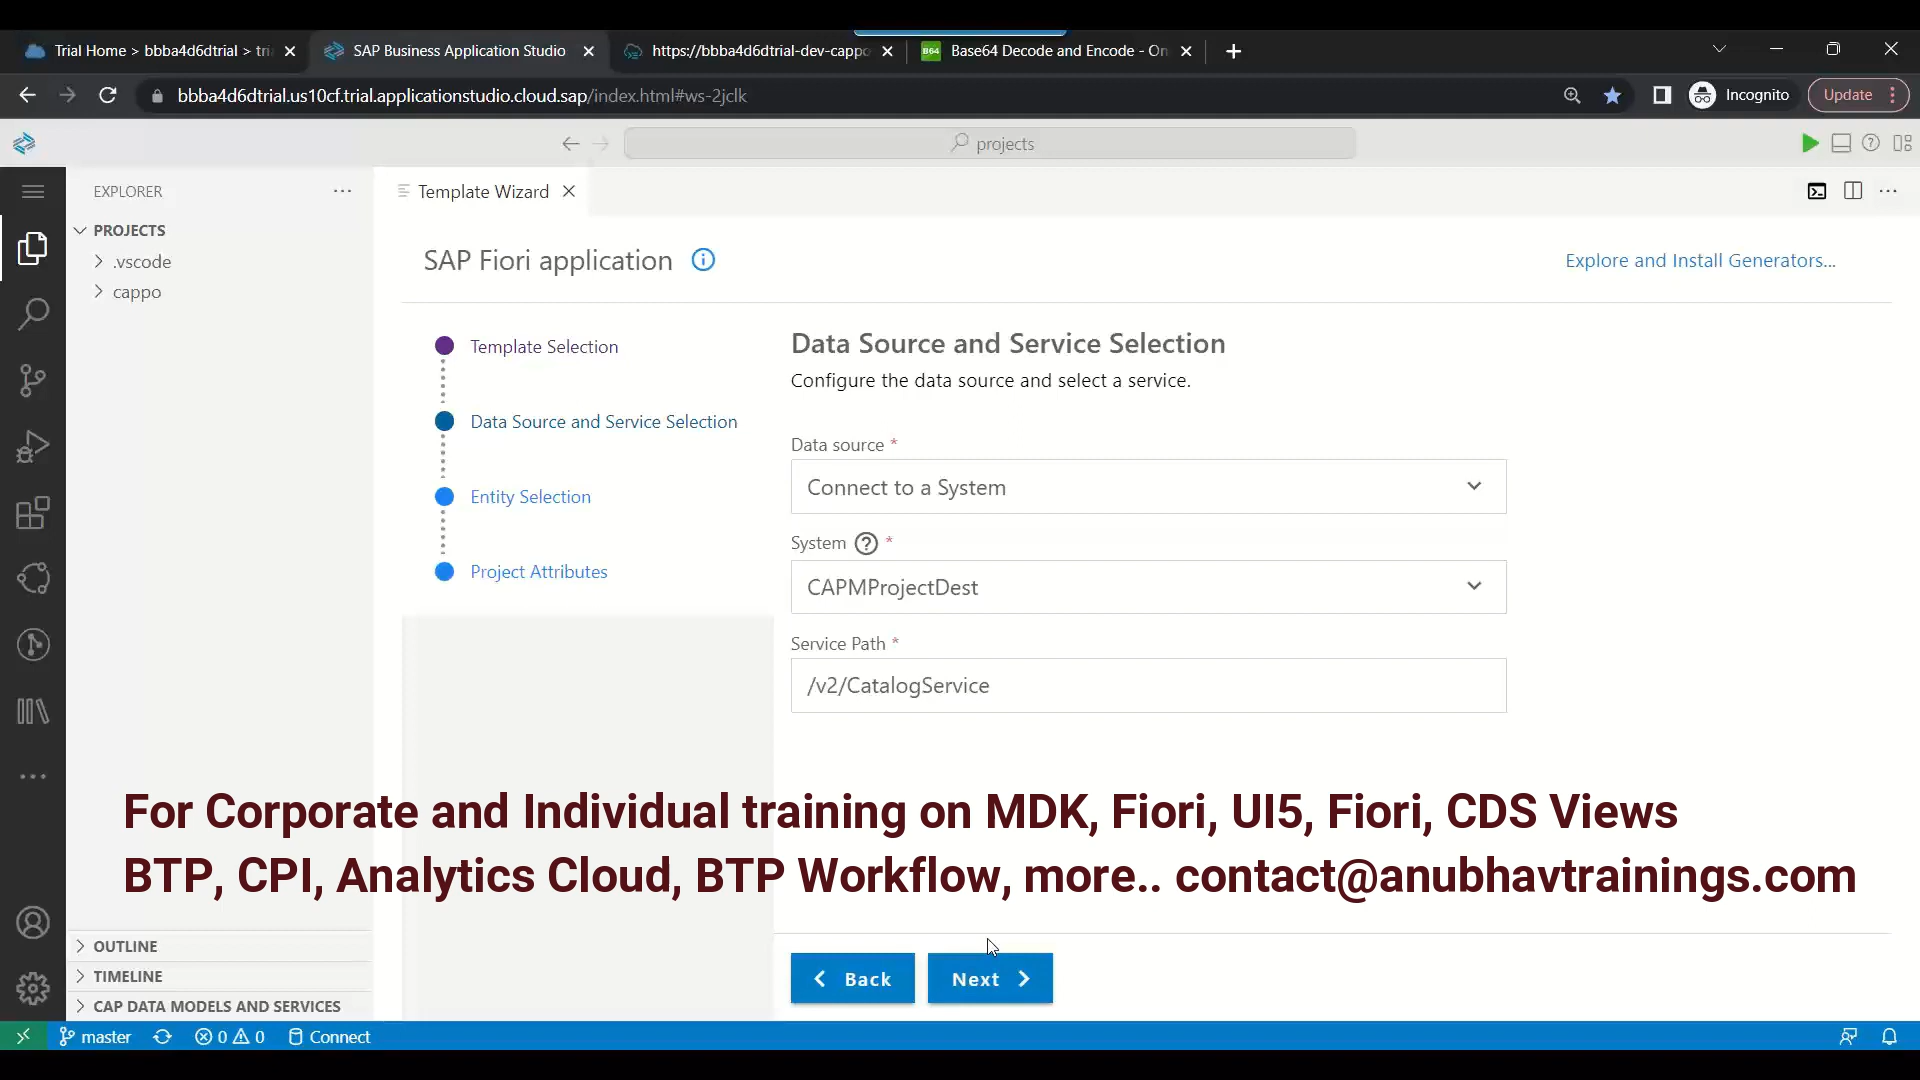 Trial Home > bbba4d6dtrial > tri
SAP Business Application Studio
https://bbba4d6dtrial-dev-cappo
B64
Base64 Decode and Encode - On
bbba4d6dtrial.us10cf.trial.applicationstudio.cloud.sap/index.html#ws-2jclk
Incognito
Update
projects
EXPLORER
Template Wizard
PROJECTS
.vscode
cappo
SAP Fiori application
Explore and Install Generators...
Template Selection
Data Source and Service Selection
Entity Selection
Project Attributes
Data Source and Service Selection
Configure the data source and select a service.
Data source *
Connect to a System
System ? *
CAPMProjectDest
Service Path *
/v2/CatalogService
For Corporate and Individual training on MDK, Fiori, UI5, Fiori, CDS Views
BTP, CPI, Analytics Cloud, BTP Workflow, more.. contact@anubhavtrainings.com
Back
Next
OUTLINE
TIMELINE
CAP DATA MODELS AND SERVICES
master
0
0
Connect